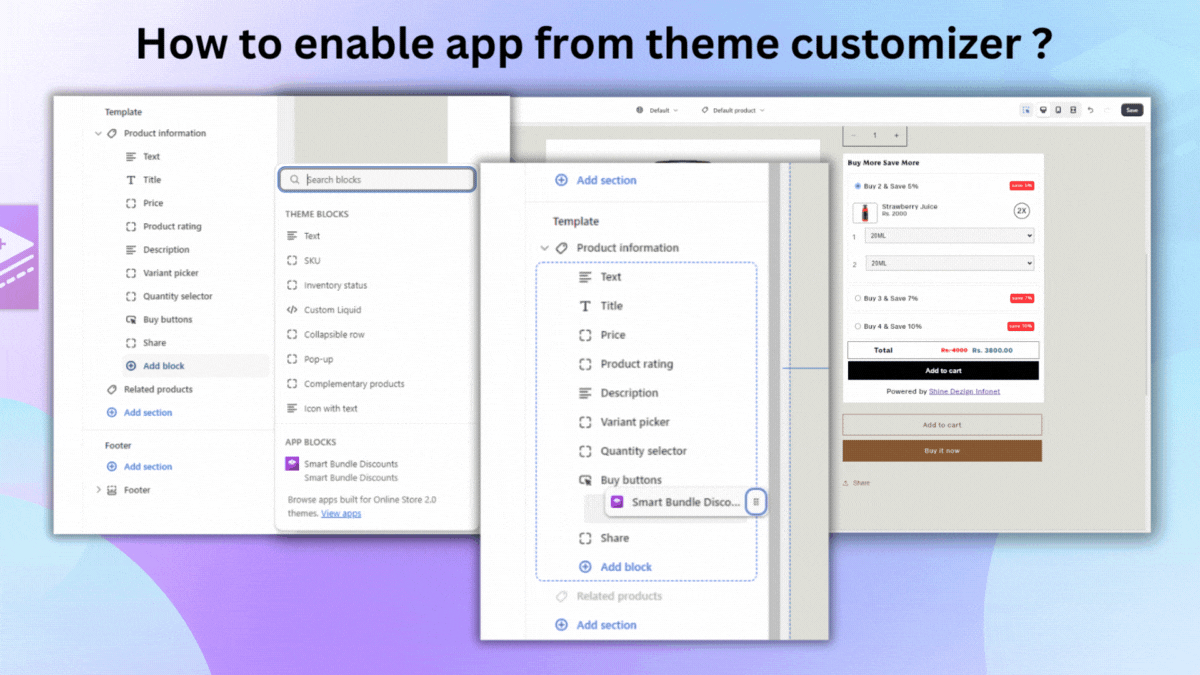 How to enable app from theme customizer ?
Template
Product information
Text
Title
Price
Product rating
Description
Variant picker
Quantity selector
Buy buttons
Share
Add block
Related products
Add section
Footer
Add section
Footer
Search blocks
THEME BLOCKS
Text
SKU
Inventory status
Custom Liquid
Collapsible row
Pop-up
Complementary products
Icon with text
APP BLOCKS
Smart Bundle Discounts
Smart Bundle Discounts
Browse apps built for Online Store 2.0
themes. View apps
Add section
Template
Product information
Text
Title
Price
Product rating
Description
Variant picker
Quantity selector
Buy buttons
Smart Bundle Disco...
Share
Add block
Related products
Add section
Default
Default product
Save
− 1 +
Buy More Save More
Buy 2 & Save 5% save 5%
Strawberry Juice
Rs. 2000
2X
1 20ML
2 20ML
Buy 3 & Save 7% save 7%
Buy 4 & Save 10% save 10%
Total Rs. 4000 Rs. 3800.00
Add to cart
Powered by Shine Dezign Infonet
Add to cart
Buy it now
Share